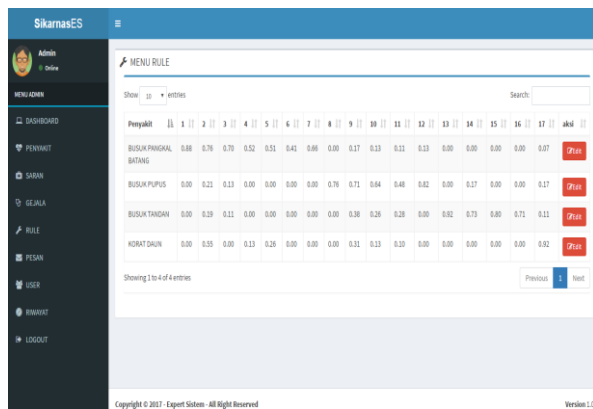 SikarnasES
Admin
Online
MENU ADMIN
DASHBOARD
PENYAKIT
SARAN
GEJALA
RULE
PESAN
USER
RIWAYAT
LOGOUT
MENU RULE
Show 10 entries Search:
Penyakit 1 2 3 4 5 6 7 8 9 10 11 12 13 14 15 16 17 aksi
BUSUK PANGKAL BATANG 0.88 0.76 0.70 0.52 0.51 0.41 0.66 0.00 0.17 0.13 0.11 0.13 0.00 0.00 0.00 0.00 0.07 Edit
BUSUK PUPUS 0.00 0.21 0.13 0.00 0.00 0.00 0.00 0.76 0.71 0.64 0.48 0.82 0.00 0.17 0.00 0.00 0.17 Edit
BUSUK TANDAN 0.00 0.19 0.11 0.00 0.00 0.00 0.00 0.00 0.38 0.26 0.28 0.00 0.92 0.73 0.80 0.71 0.11 Edit
KORAT DAUN 0.00 0.55 0.00 0.13 0.26 0.00 0.00 0.00 0.31 0.13 0.10 0.00 0.00 0.00 0.00 0.00 0.92 Edit
Showing 1 to 4 of 4 entries Previous 1 Next
Copyright © 2017 - Expert Sistem - All Right Reserved Version 1.0